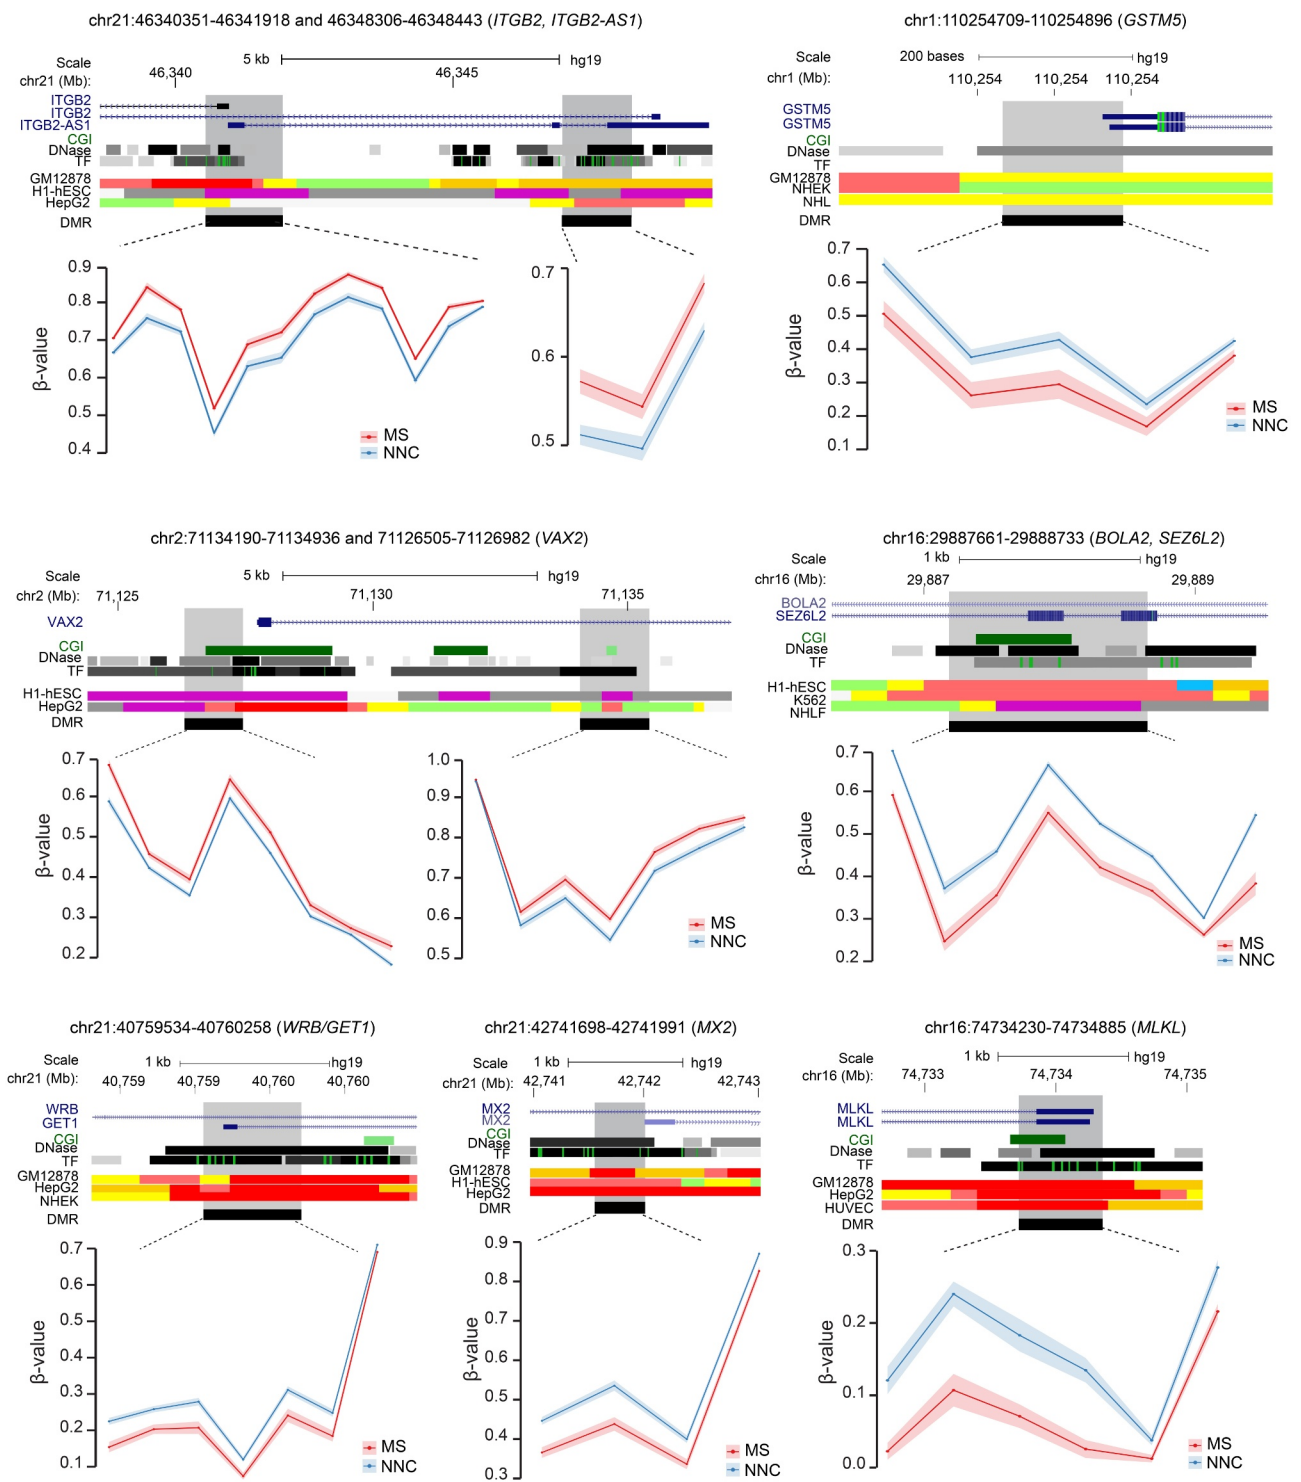 chr21:46340351-46341918 and 46348306-46348443 (ITGB2, ITGB2-AS1)
Scale 5 kb hg19
chr21 (Mb): 46,340 46,345
ITGB2
ITGB2
ITGB2-AS1
CGI
DNase
TF
GM12878
H1-hESC
HepG2
DMR
0.9
0.8
0.7
0.6
0.5
0.4
β-value
0.7
0.6
0.5
MS
NNC
chr1:110254709-110254896 (GSTM5)
Scale 200 bases hg19
chr1 (Mb): 110,254 110,254 110,254
GSTM5
GSTM5
CGI
DNase
TF
GM12878
NHEK
NHL
DMR
0.7
0.6
0.5
0.4
0.3
0.2
0.1
β-value
MS
NNC
chr2:71134190-71134936 and 71126505-71126982 (VAX2)
Scale 5 kb hg19
chr2 (Mb): 71,125 71,130 71,135
VAX2
CGI
DNase
TF
H1-hESC
HepG2
DMR
0.7
0.6
0.5
0.4
0.3
0.2
β-value
1.0
0.9
0.8
0.7
0.6
0.5
MS
NNC
chr16:29887661-29888733 (BOLA2, SEZ6L2)
Scale 1 kb hg19
chr16 (Mb): 29,887 29,889
BOLA2
SEZ6L2
CGI
DNase
TF
H1-hESC
K562
NHLF
DMR
0.7
0.6
0.5
0.4
0.3
0.2
β-value
MS
NNC
chr21:40759534-40760258 (WRB/GET1)
Scale 1 kb hg19
chr21 (Mb): 40,759 40,759 40,760 40,760
WRB
GET1
CGI
DNase
TF
GM12878
HepG2
NHEK
DMR
0.7
0.6
0.5
0.4
0.3
0.2
0.1
β-value
MS
NNC
chr21:42741698-42741991 (MX2)
Scale 1 kb hg19
chr21 (Mb): 42,741 42,742 42,743
MX2
MX2
CGI
DNase
TF
GM12878
H1-hESC
HepG2
DMR
0.9
0.8
0.7
0.6
0.5
0.4
0.3
β-value
MS
NNC
chr16:74734230-74734885 (MLKL)
Scale 1 kb hg19
chr16 (Mb): 74,733 74,734 74,735
MLKL
MLKL
CGI
DNase
TF
GM12878
HepG2
HUVEC
DMR
0.3
0.2
0.1
0.0
β-value
MS
NNC